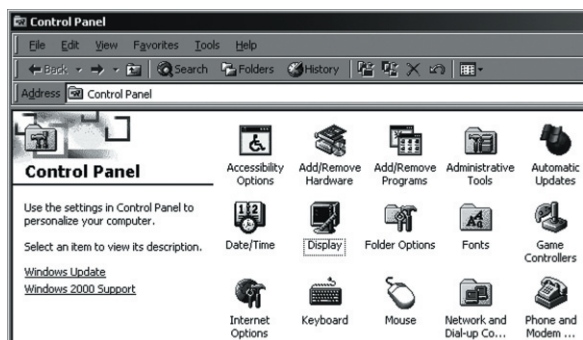 Control Panel
File Edit View Favorites Tools Help
Back Search Folders History
Address Control Panel
Control Panel
Use the settings in Control Panel to
personalize your computer.
Select an item to view its description.
Windows Update
Windows 2000 Support
Accessibility
Options
Add/Remove
Hardware
Add/Remove
Programs
Administrative
Tools
Automatic
Updates
Date/Time
Display
Folder Options
Fonts
Game
Controllers
Internet
Options
Keyboard
Mouse
Network and
Dial-up Co...
Phone and
Modem ...